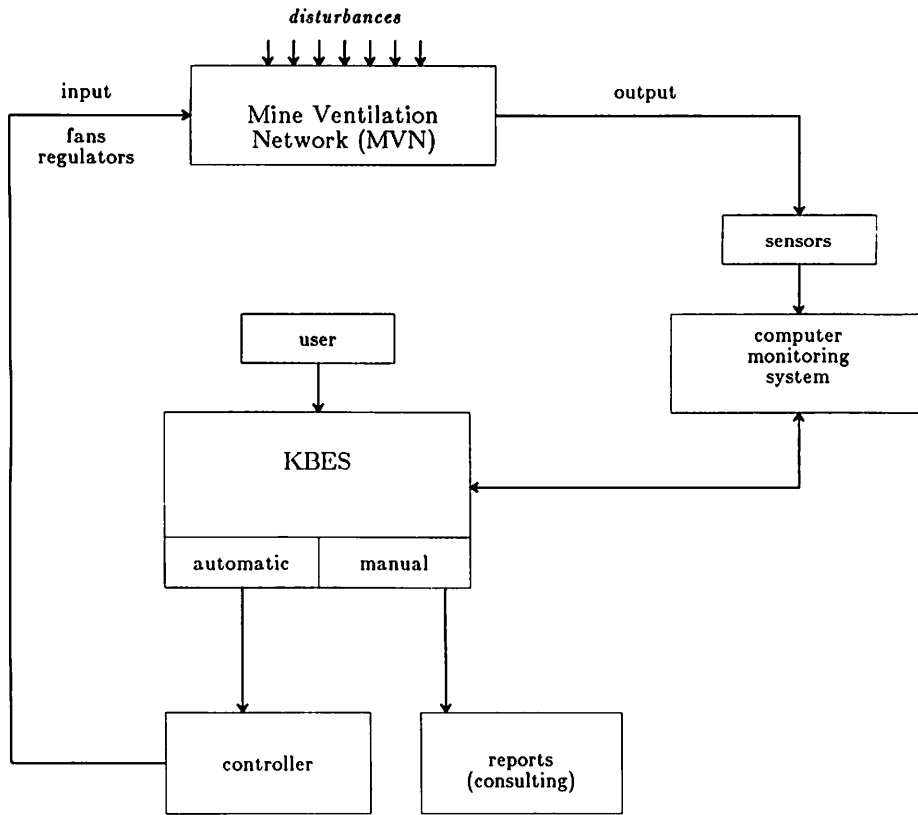 disturbances
input
output
Mine Ventilation
Network (MVN)
fans
regulators
sensors
user
computer
monitoring
system
KBES
automatic
manual
controller
reports
(consulting)